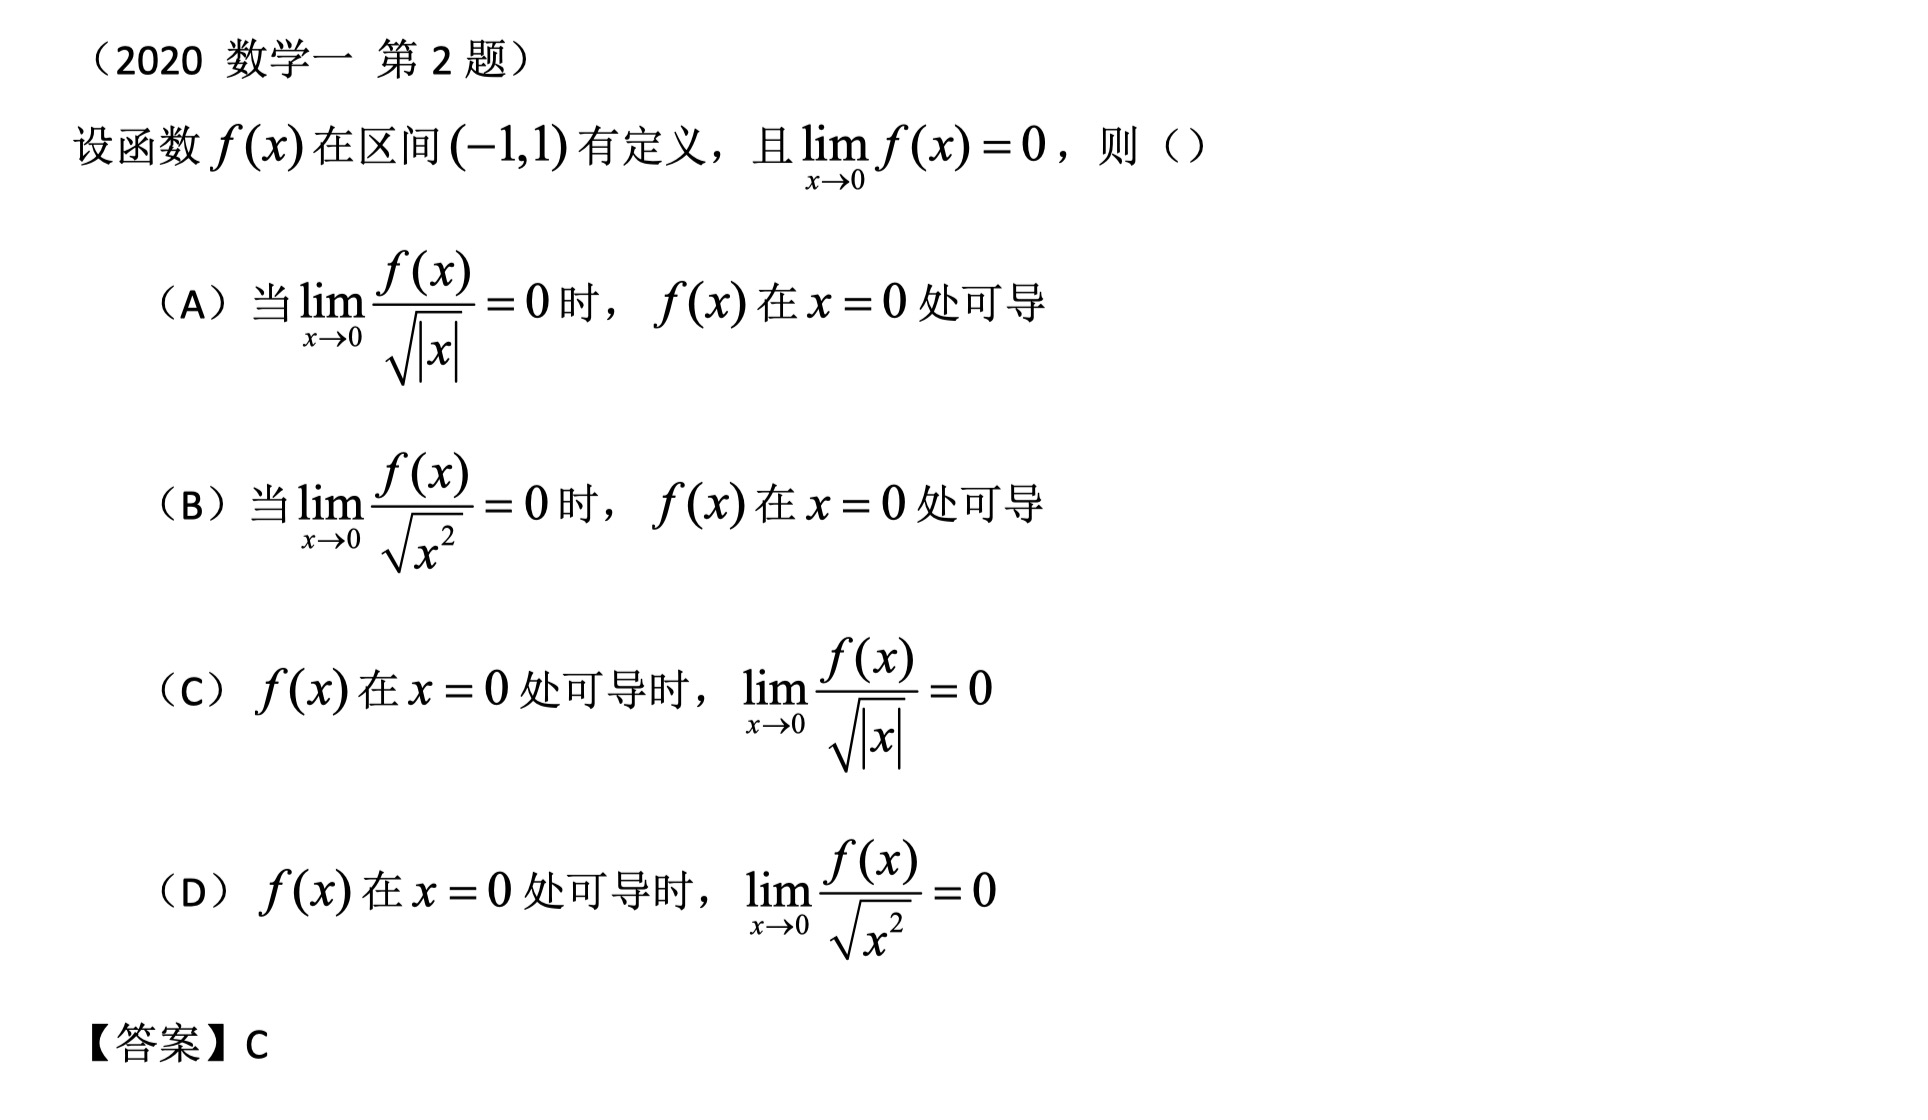 （2020 数学一 第 2 题）
设函数 $f(x)$ 在区间 $(-1,1)$ 有定义，且 $\lim_{x \to 0} f(x) = 0$，则（）
（A）当 $\lim_{x \to 0} \frac{f(x)}{\sqrt{|x|}} = 0$ 时， $f(x)$ 在 $x = 0$ 处可导
（B）当 $\lim_{x \to 0} \frac{f(x)}{\sqrt{x^2}} = 0$ 时， $f(x)$ 在 $x = 0$ 处可导
（C） $f(x)$ 在 $x = 0$ 处可导时，$\lim_{x \to 0} \frac{f(x)}{\sqrt{|x|}} = 0$
（D） $f(x)$ 在 $x = 0$ 处可导时，$\lim_{x \to 0} \frac{f(x)}{\sqrt{x^2}} = 0$
【答案】C